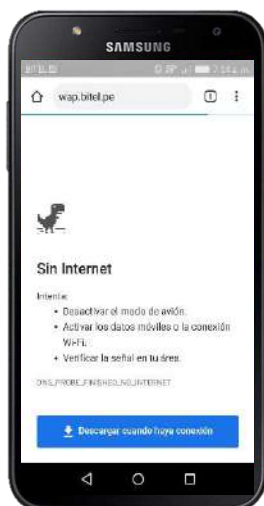 SAMSUNG
wap.bitel.pe
Sin Internet
Intenta:
• Desactivar el modo de avión.
• Activar los datos móviles o la conexión
Wi-Fi.
• Verificar la señal en tu área.
DNS_PROBE_FINISHED_NO_INTERNET
Descargar cuando haya conexión